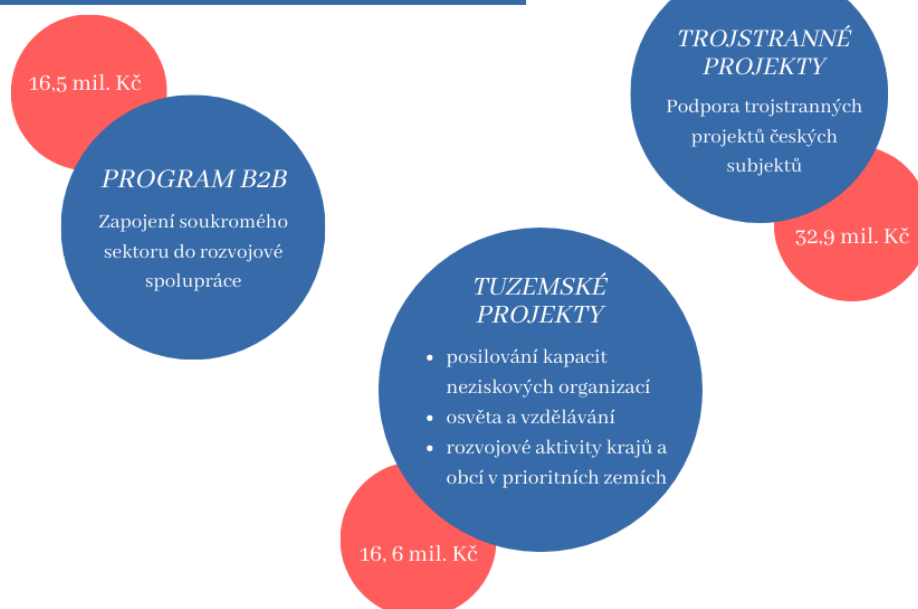 16,5 mil. Kč
PROGRAM B2B
Zapojení soukromého
sektoru do rozvojové
spolupráce
TROJSTRANNÉ
PROJEKTY
Podpora trojstranných
projektů českých
subjektů
32,9 mil. Kč
TUZEMSKÉ
PROJEKTY
• posilování kapacit
neziskových organizací
• osvěta a vzdělávání
• rozvojové aktivity krajů a
obcí v prioritních zemích
16, 6 mil. Kč